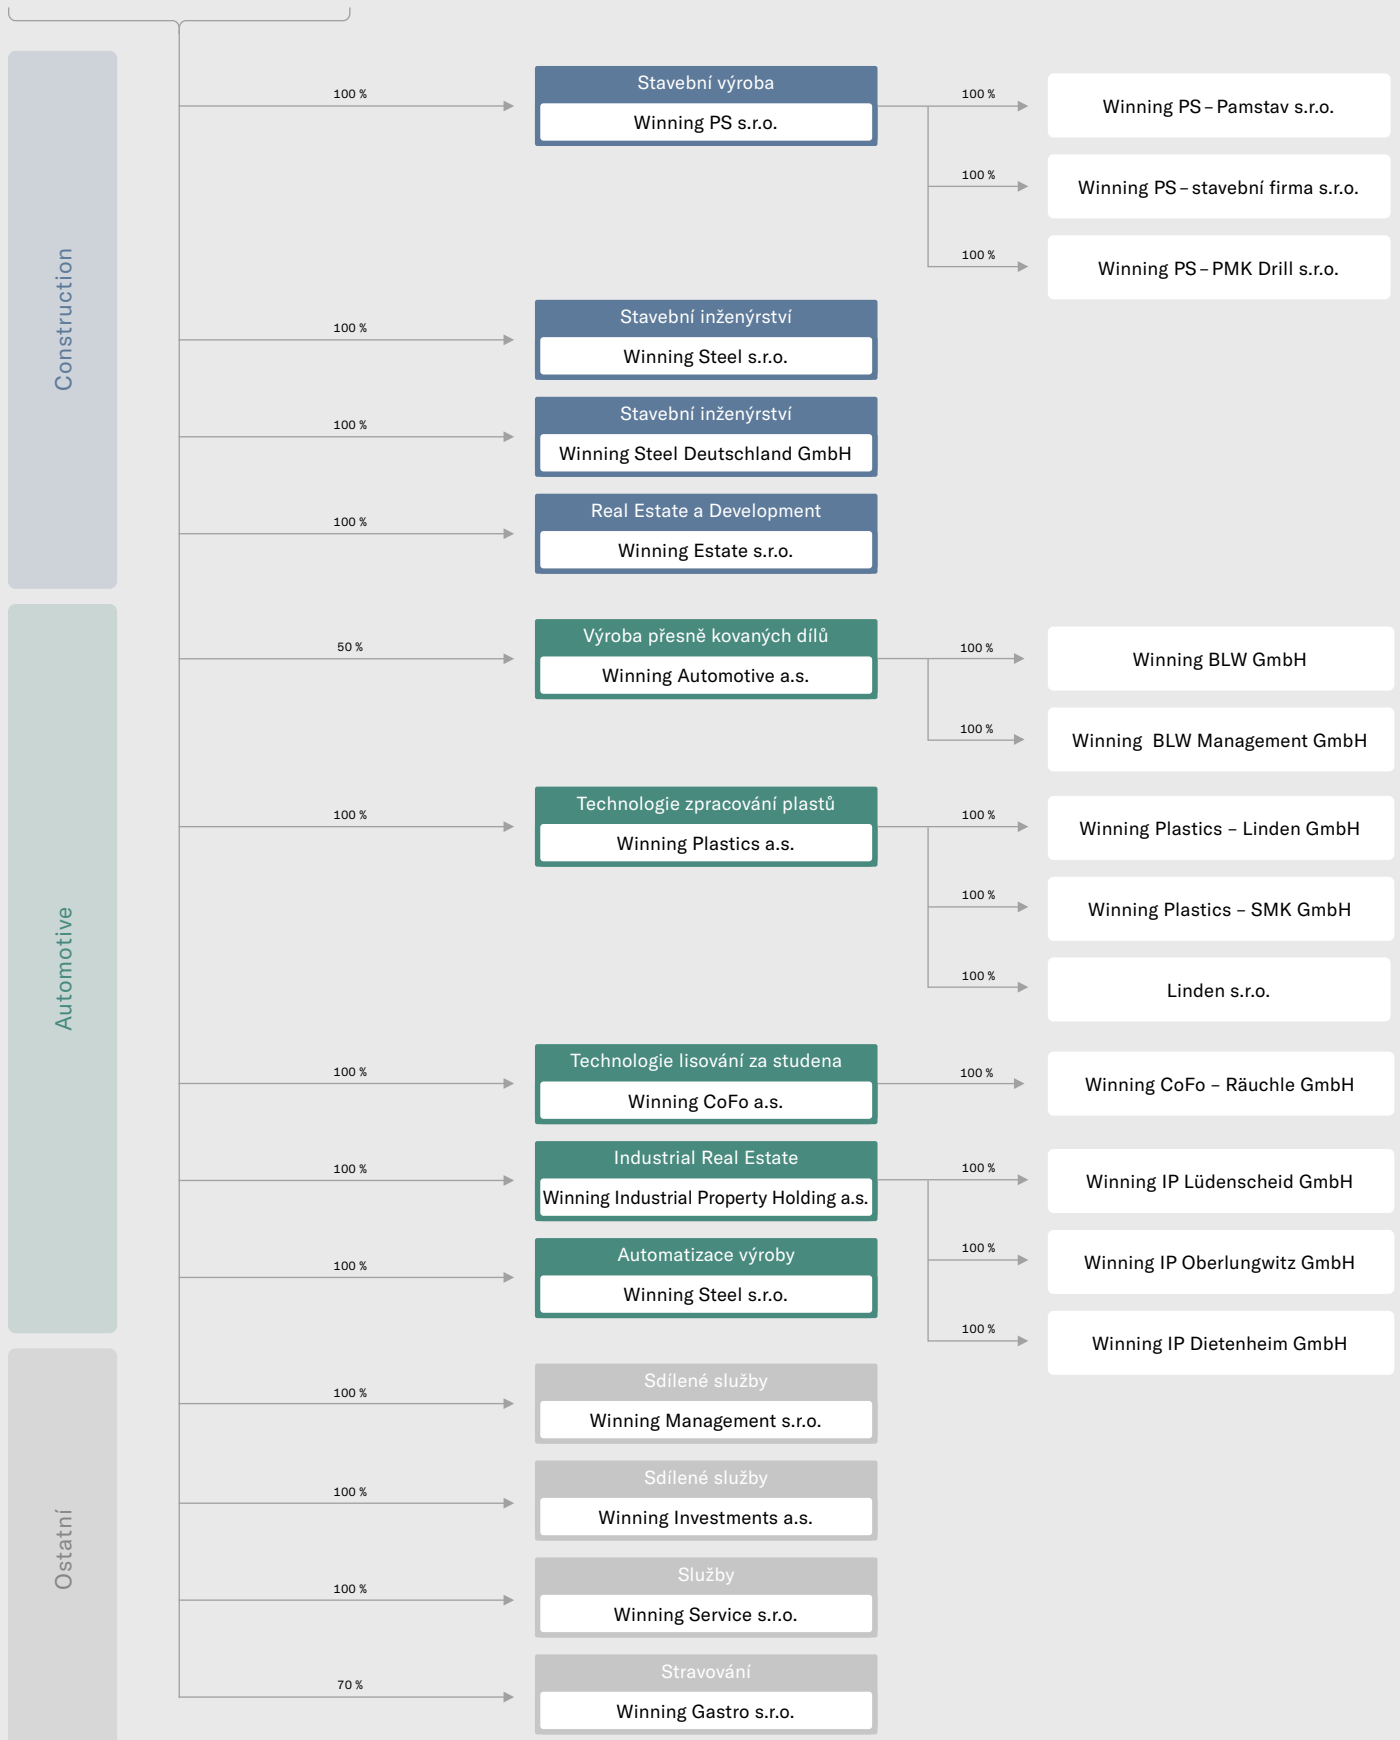 Construction
100 %
Stavební výroba
Winning PS s.r.o.
100 %
Winning PS – Pamstav s.r.o.
100 %
Winning PS – stavební firma s.r.o.
100 %
Winning PS – PMK Drill s.r.o.
100 %
Stavební inženýrství
Winning Steel s.r.o.
100 %
Stavební inženýrství
Winning Steel Deutschland GmbH
100 %
Real Estate a Development
Winning Estate s.r.o.
Automotive
50 %
Výroba přesně kovaných dílů
Winning Automotive a.s.
100 %
Winning BLW GmbH
100 %
Winning BLW Management GmbH
100 %
Technologie zpracování plastů
Winning Plastics a.s.
100 %
Winning Plastics – Linden GmbH
100 %
Winning Plastics – SMK GmbH
100 %
Linden s.r.o.
100 %
Technologie lisování za studena
Winning CoFo a.s.
100 %
Winning CoFo – Räuchle GmbH
100 %
Industrial Real Estate
Winning Industrial Property Holding a.s.
100 %
Winning IP Lüdenscheid GmbH
100 %
Winning IP Oberlungwitz GmbH
100 %
Winning IP Dietenheim GmbH
100 %
Automatizace výroby
Winning Steel s.r.o.
Ostatní
100 %
Sdílené služby
Winning Management s.r.o.
100 %
Sdílené služby
Winning Investments a.s.
100 %
Služby
Winning Service s.r.o.
70 %
Stravování
Winning Gastro s.r.o.